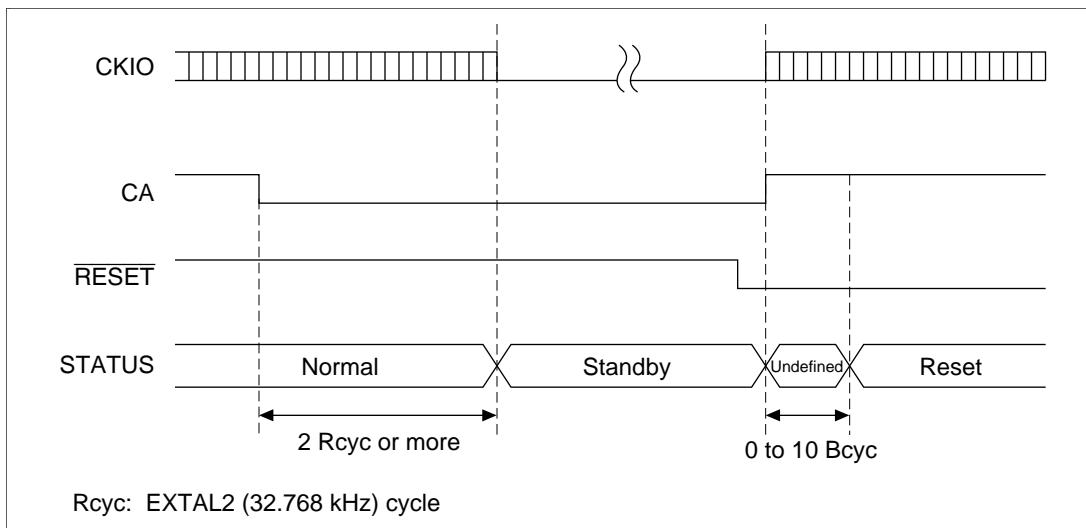 CKIO
CA
RESET
STATUS
Normal
Standby
Undefined
Reset
2 Rcyc or more
0 to 10 Bcyc
Rcyc: EXTAL2 (32.768 kHz) cycle